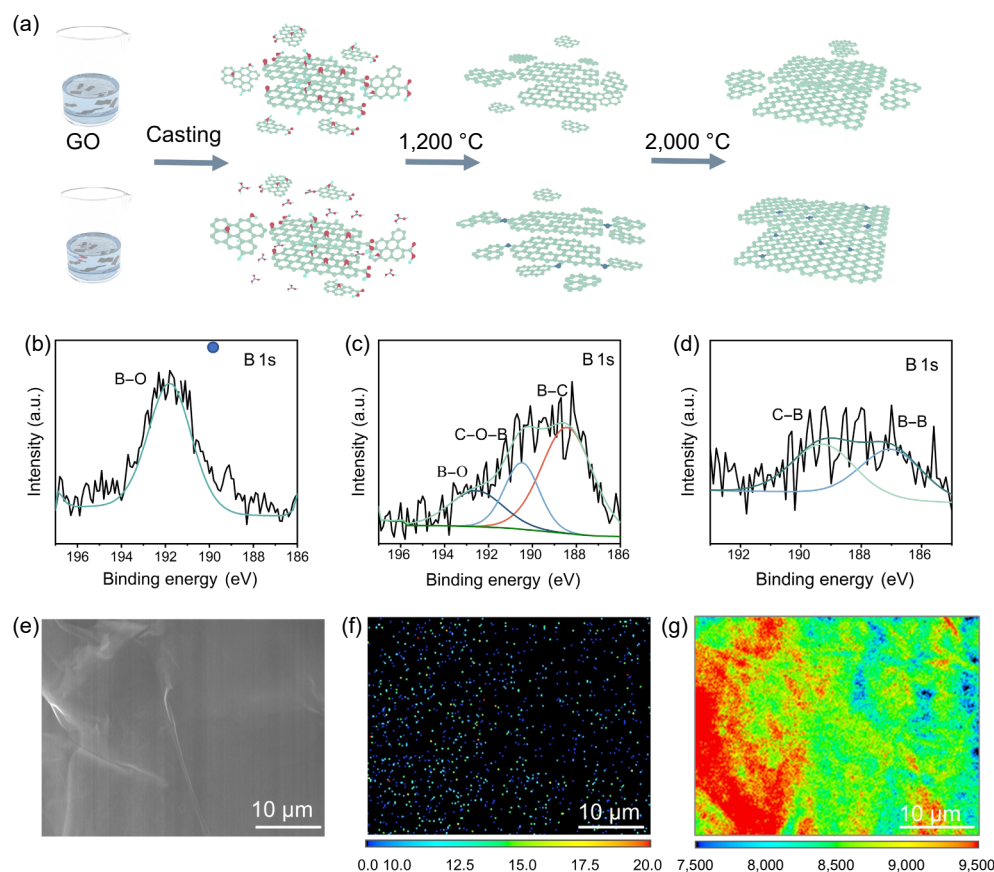 (a)
GO
Casting
1,200 °C
2,000 °C
(b)
B 1s
B–O
Intensity (a.u.)
196 194 192 190 188 186
Binding energy (eV)
(c)
B 1s
B–C
C–O–B
B–O
Intensity (a.u.)
196 194 192 190 188 186
Binding energy (eV)
(d)
B 1s
C–B
B–B
Intensity (a.u.)
192 190 188 186
Binding energy (eV)
(e)
10 µm
(f)
10 µm
0.0 10.0 12.5 15.0 17.5 20.0
(g)
10 µm
7,500 8,000 8,500 9,000 9,500